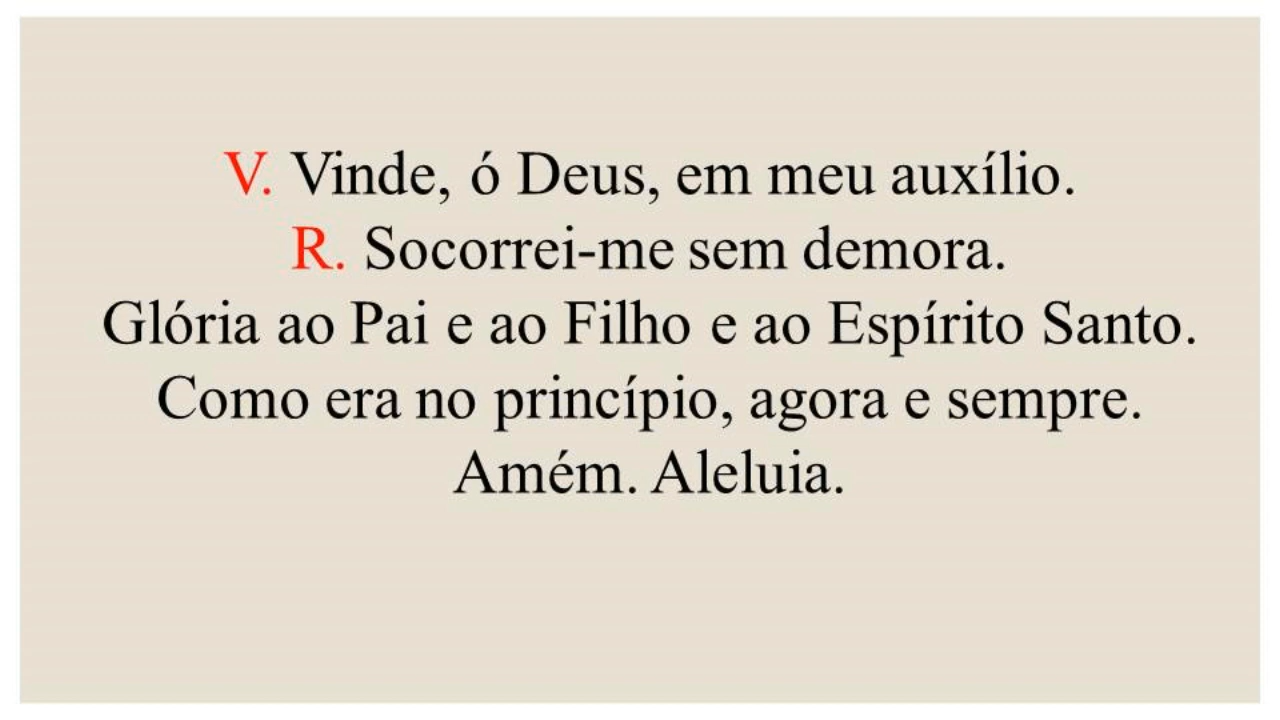 V. Vinde, ó Deus, em meu auxílio.
R. Socorrei-me sem demora.
Glória ao Pai e ao Filho e ao Espírito Santo.
Como era no princípio, agora e sempre.
Amém. Aleluia.